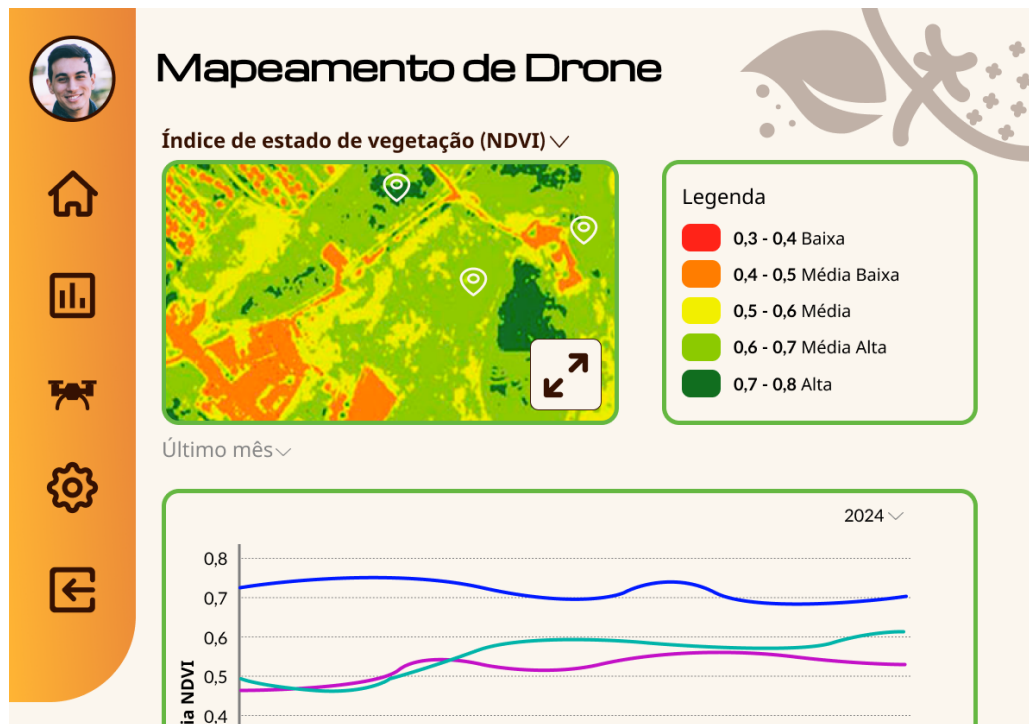 Mapeamento de Drone
Índice de estado de vegetação (NDVI)
Legenda
0,3 - 0,4 Baixa
0,4 - 0,5 Média Baixa
0,5 - 0,6 Média
0,6 - 0,7 Média Alta
0,7 - 0,8 Alta
Último mês
2024
0,8
0,7
0,6
0,5
0,4
NDVI